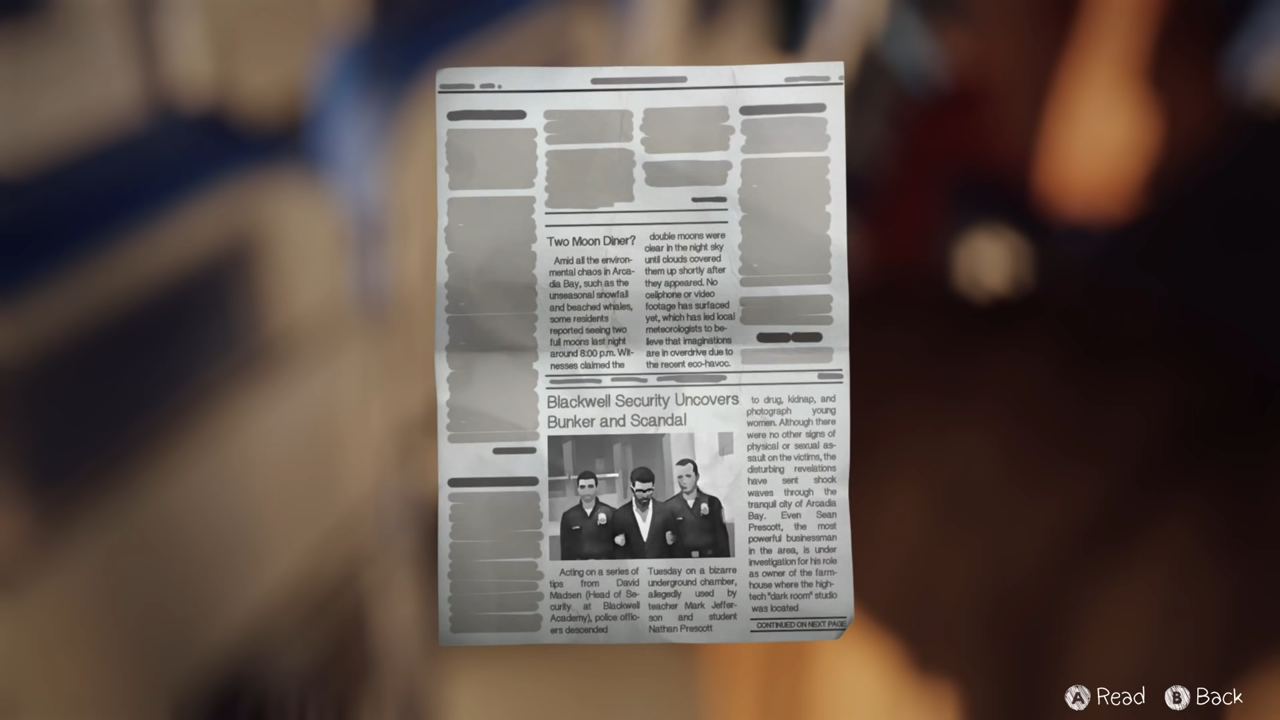 Two Moon Diner?
Amid all the environ-
mental chaos in Arca-
dia Bay, such as the
unseasonal snowfall
and beached whales,
some residents
reported seeing two
full moons last night
around 8:00 p.m. Wit-
nesses claimed the
double moons were
clear in the night sky
until clouds covered
them up shortly after
they appeared. No
cellphone or video
footage has surfaced
yet, which has led local
meteorologists to be-
lieve that imaginations
are in overdrive due to
the recent eco-havoc.
Blackwell Security Uncovers
Bunker and Scandal
Acting on a series of
tips from David
Madsen (Head of Se-
curity at Blackwell
Academy), police offic-
ers descended
Tuesday on a bizarre
underground chamber,
allegedly used by
teacher Mark Jeffer-
son and student
Nathan Prescott
to drug, kidnap, and
photograph young
women. Although there
were no other signs of
physical or sexual as-
sault on the victims, the
disturbing revelations
have sent shock
waves through the
tranquil city of Arcadia
Bay. Even Sean
Prescott, the most
powerful businessman
in the area, is under
investigation for his role
as owner of the farm-
house where the high-
tech "dark room" studio
was located
CONTINUED ON NEXT PAGE
A Read B Back